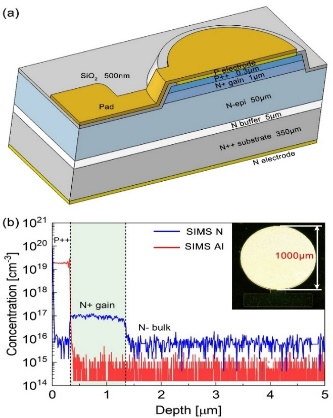 (a)
SiO₂ 500nm
Pad
P electrode
P++ 0.3μm
N+ gain 1μm
N-epi 50μm
N buffer 5μm
N++ substrate 350μm
N electrode
(b)
Concentration (cm⁻³)
10²¹
10²⁰
10¹⁹
10¹⁸
10¹⁷
10¹⁶
10¹⁵
10¹⁴
P++
N+ gain
SIMS N
SIMS Al
1000μm
N- bulk
0 1 2 3 4 5
Depth [μm]